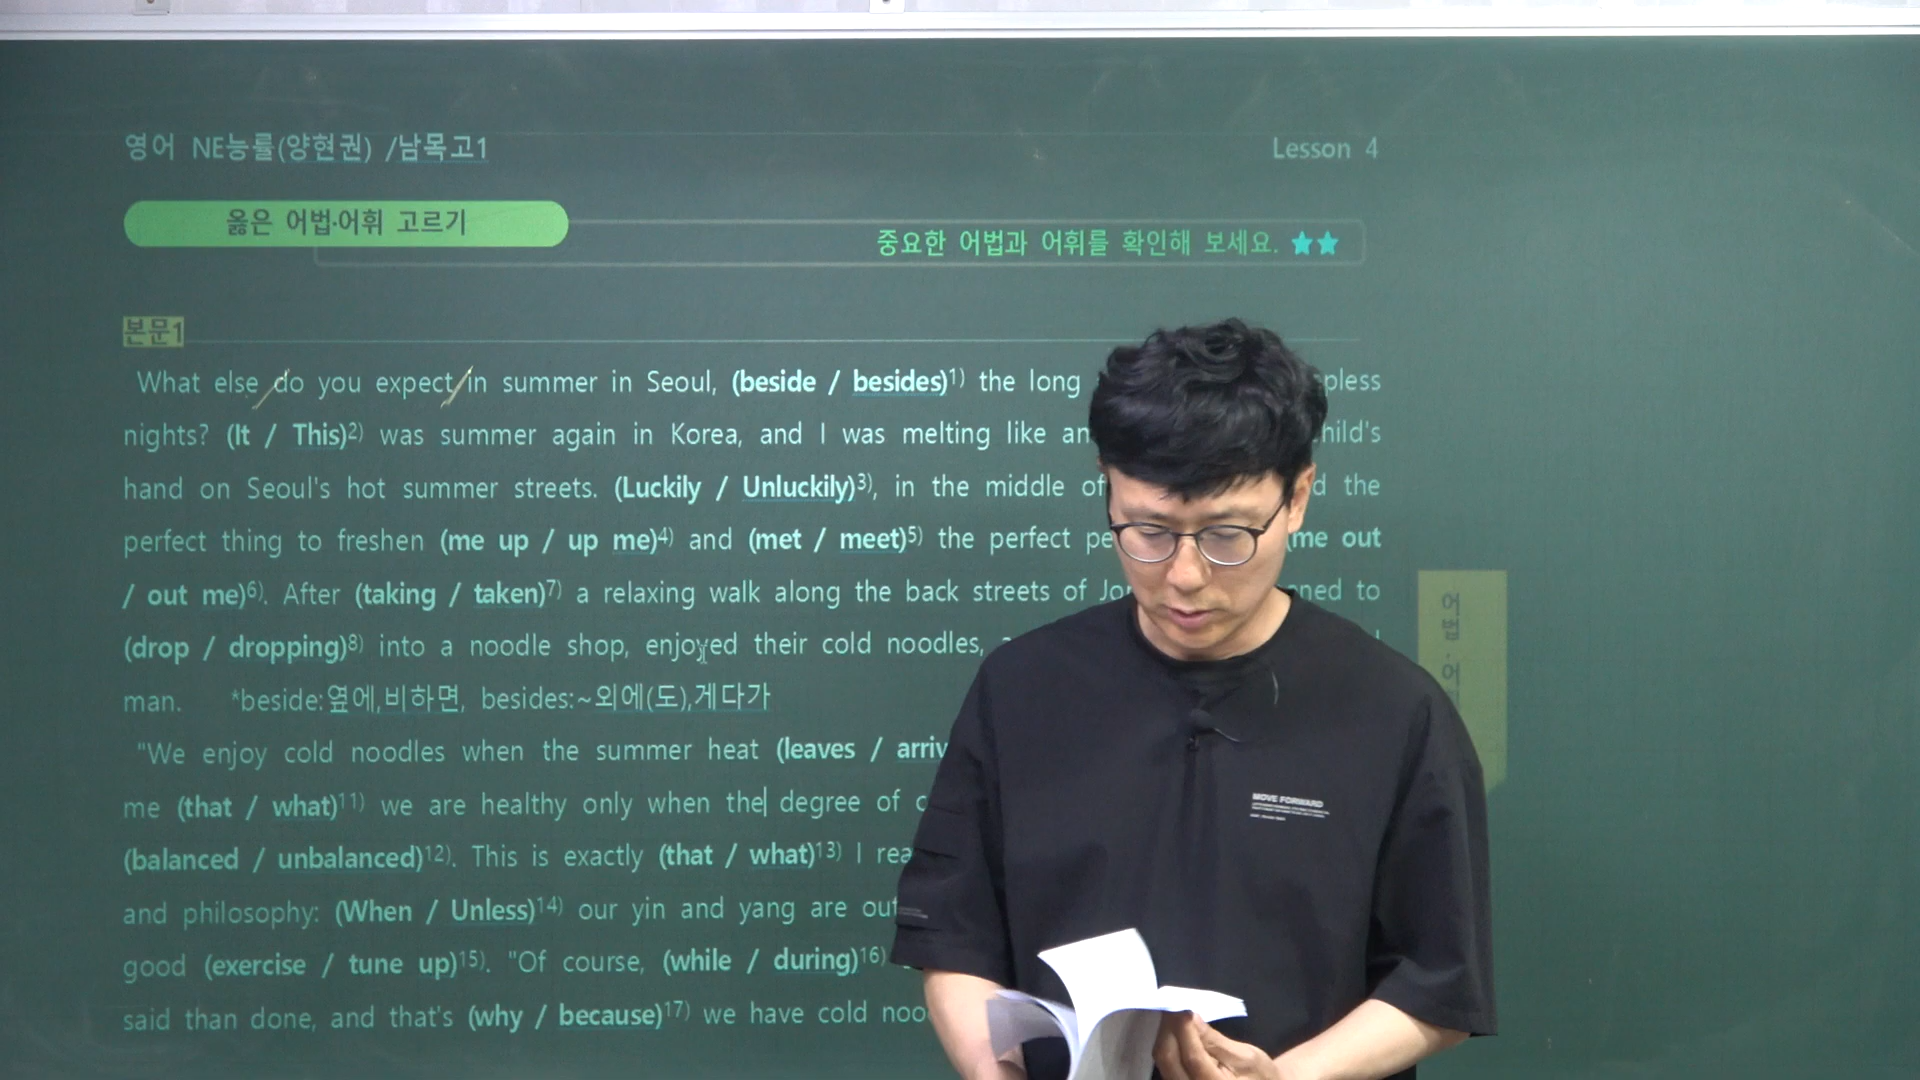 영어 NE능률(양현권) /남목고1
Lesson 4
옳은 어법·어휘 고르기
중요한 어법과 어휘를 확인해 보세요. ★★
본문1
What else do you expect in summer in Seoul, (beside / besides)1) the long pless
nights? (It / This)2) was summer again in Korea, and I was melting like an hild's
hand on Seoul's hot summer streets. (Luckily / Unluckily)3), in the middle of d the
perfect thing to freshen (me up / up me)4) and (met / meet)5) the perfect pe (me out
/ out me)6). After (taking / taken)7) a relaxing walk along the back streets of Jo ned to
(drop / dropping)8) into a noodle shop, enjoyed their cold noodles,
man. *beside:옆에,비하면, besides:~외에(도),게다가
"We enjoy cold noodles when the summer heat (leaves / arriv
me (that / what)11) we are healthy only when the degree of c
(balanced / unbalanced)12). This is exactly (that / what)13) I rea
and philosophy: (When / Unless)14) our yin and yang are out
good (exercise / tune up)15). "Of course, (while / during)16)
said than done, and that's (why / because)17) we have cold noo
어법·어
MOVE FORWARD